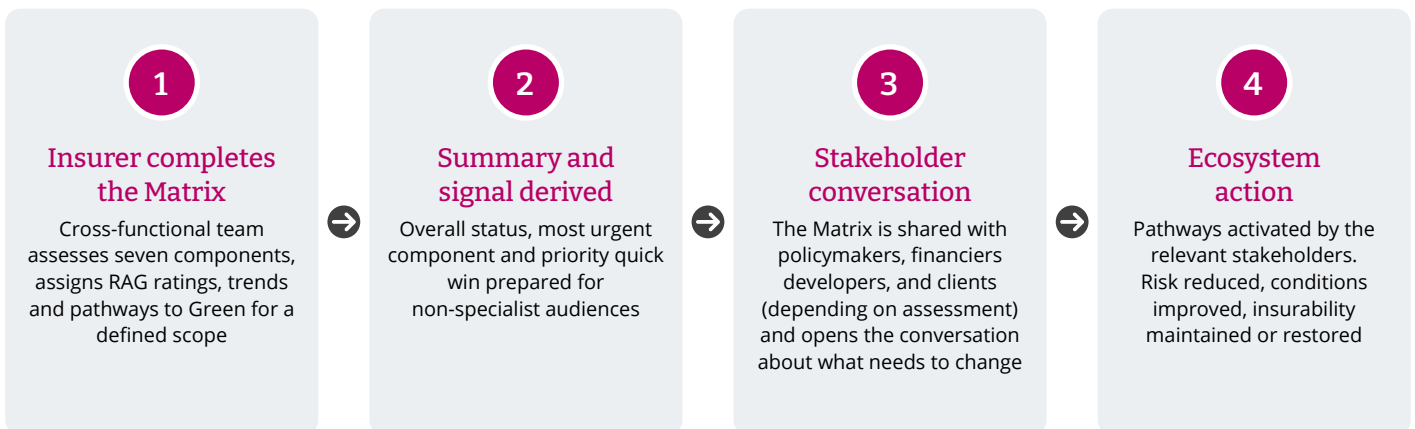 1
Insurer completes
the Matrix
Cross-functional team
assesses seven components,
assigns RAG ratings, trends
and pathways to Green for a
defined scope
2
Summary and
signal derived
Overall status, most urgent
component and priority quick
win prepared for
non-specialist audiences
3
Stakeholder
conversation
The Matrix is shared with
policymakers, financiers
developers, and clients
(depending on assessment)
and opens the conversation
about what needs to change
4
Ecosystem
action
Pathways activated by the
relevant stakeholders.
Risk reduced, conditions
improved, insurability
maintained or restored